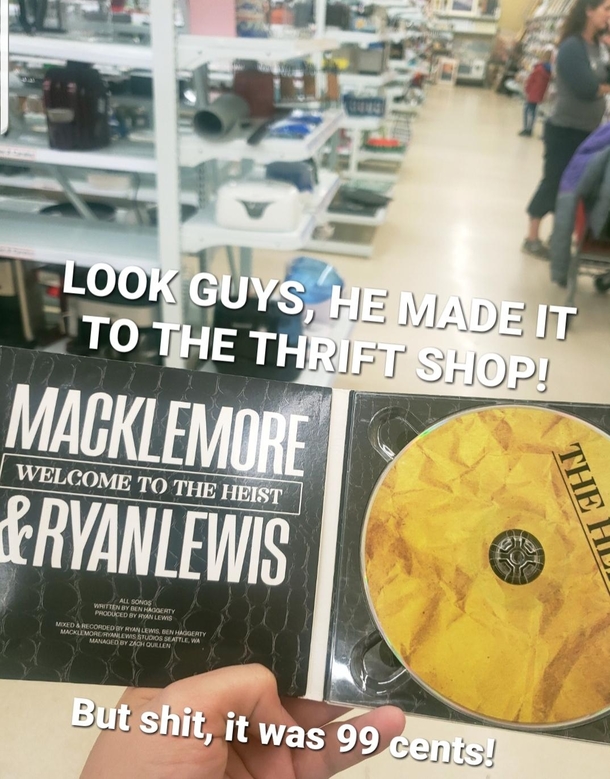 LOOK GUYS, HE MADE IT
TO THE THRIFT SHOP!
MACKLEMORE
WELCOME TO THE HEIST
&RYANLEWIS
ALL SONGS
WRITTEN BY BEN HAGGERTY
PRODUCED BY RYAN LEWIS
MIXED & RECORDED BY RYAN LEWIS, BEN HAGGERTY
MACKLEMORE/RYANLEWIS STUDIOS SEATTLE, WA
MANAGED BY ZACH QUILLEN
THE HE
But shit, it was 99 cents!